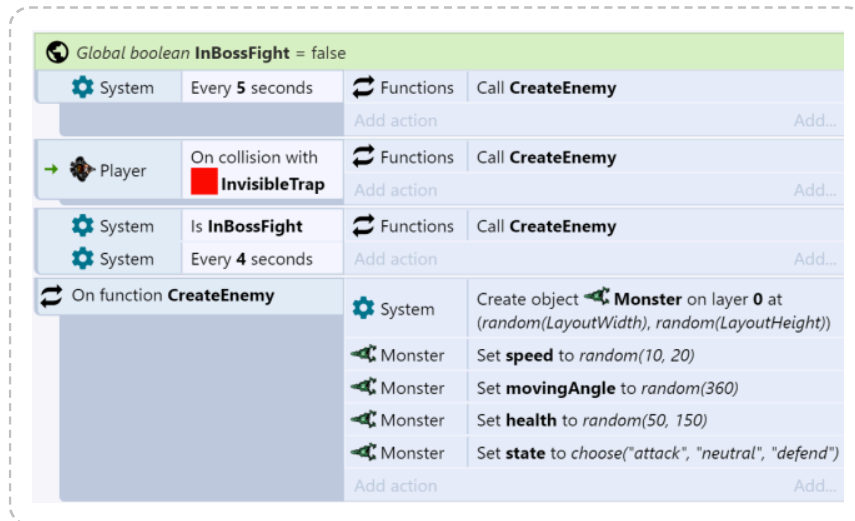 Global boolean InBossFight = false
System Every 5 seconds Functions Call CreateEnemy
Add action Add...
Player On collision with InvisibleTrap Functions Call CreateEnemy
Add action Add...
System Is InBossFight Functions Call CreateEnemy
System Every 4 seconds Add action Add...
On function CreateEnemy
System Create object Monster on layer 0 at
(random(LayoutWidth), random(LayoutHeight))
Monster Set speed to random(10, 20)
Monster Set movingAngle to random(360)
Monster Set health to random(50, 150)
Monster Set state to choose("attack", "neutral", "defend")
Add action Add...